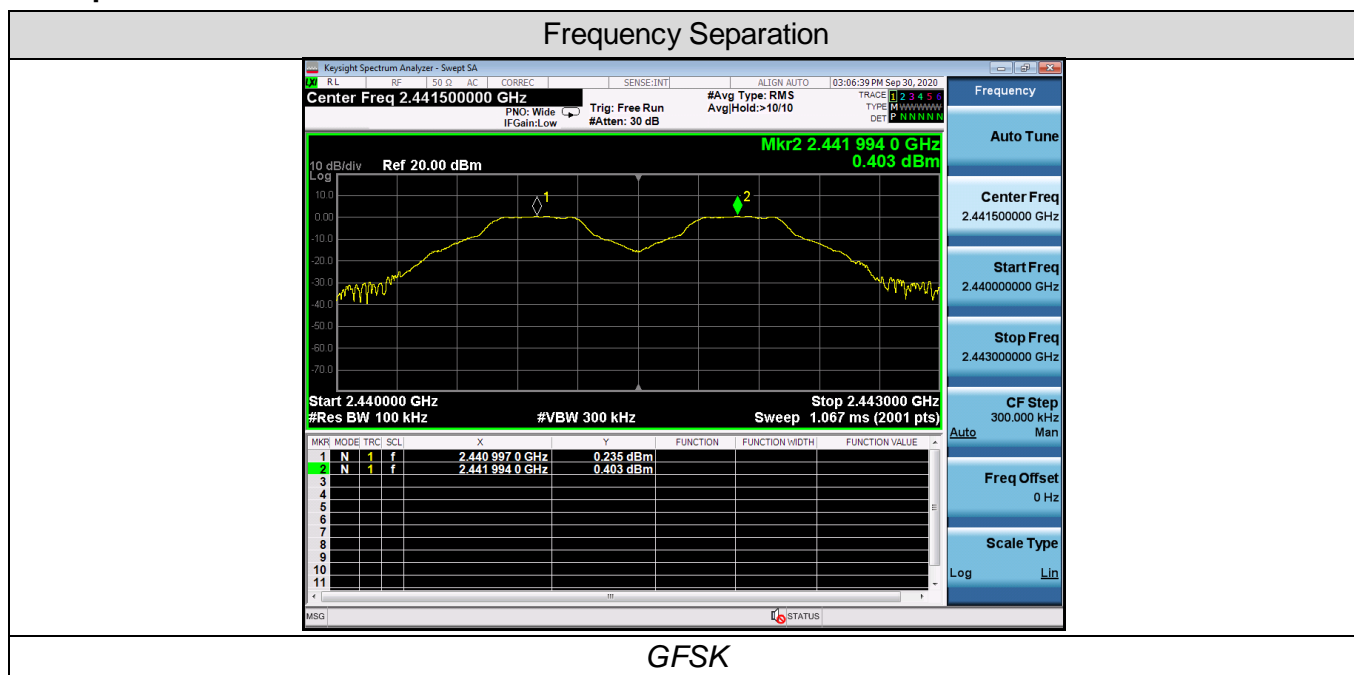 Frequency Separation
Keysight Spectrum Analyzer - Swept SA
LXI RL RF 50 Ω AC CORREC SENSE:INT ALIGN AUTO 03:06:39 PM Sep 30, 2020
Center Freq 2.441500000 GHz
PNO: Wide
IFGain:Low
Trig: Free Run
#Atten: 30 dB
#Avg Type: RMS
Avg|Hold:>10/10
TRACE 1 2 3 4 5 6
TYPE M WWWWW
DET P N N N N N
Mkr2 2.441 994 0 GHz
0.403 dBm
10 dB/div Ref 20.00 dBm
Log
10.0
0.00
-10.0
-20.0
-30.0
-40.0
-50.0
-60.0
-70.0
1
2
Start 2.440000 GHz Stop 2.443000 GHz
#Res BW 100 kHz #VBW 300 kHz Sweep 1.067 ms (2001 pts)
MKR MODE TRC SCL X Y FUNCTION FUNCTION WIDTH FUNCTION VALUE
1 N 1 f 2.440 997 0 GHz 0.235 dBm
2 N 1 f 2.441 994 0 GHz 0.403 dBm
3
4
5
6
7
8
9
10
11
MSG STATUS
Frequency
Auto Tune
Center Freq
2.441500000 GHz
Start Freq
2.440000000 GHz
Stop Freq
2.443000000 GHz
CF Step
300.000 kHz
Auto Man
Freq Offset
0 Hz
Scale Type
Log Lin
GFSK